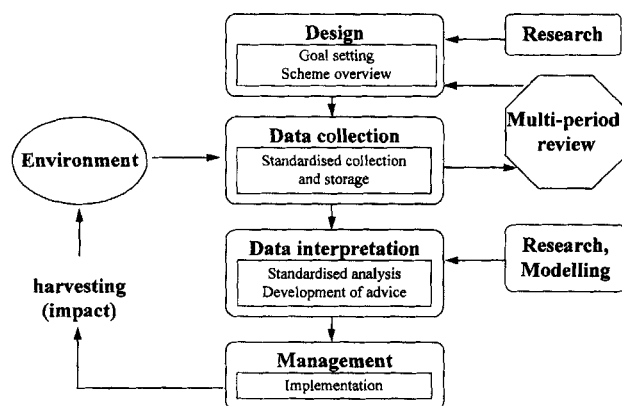 Design
Goal setting
Scheme overview
Research
Multi-period
review
Data collection
Standardised collection
and storage
Environment
Data interpretation
Standardised analysis
Development of advice
Research,
Modelling
harvesting
(impact)
Management
Implementation